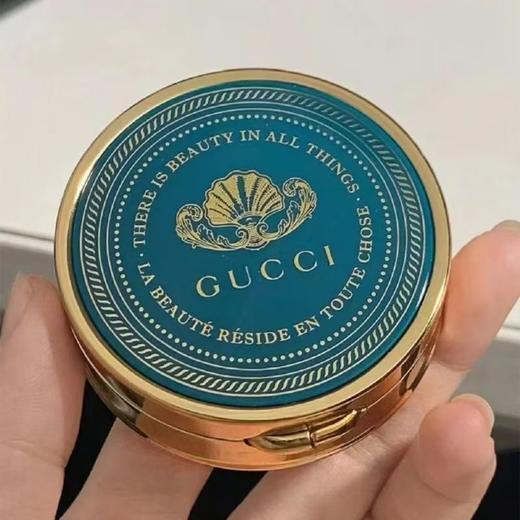 · THERE IS BEAUTY IN ALL THINGS ·
GUCCI
LA BEAUTÉ RÉSIDE EN TOUTE CHOSE